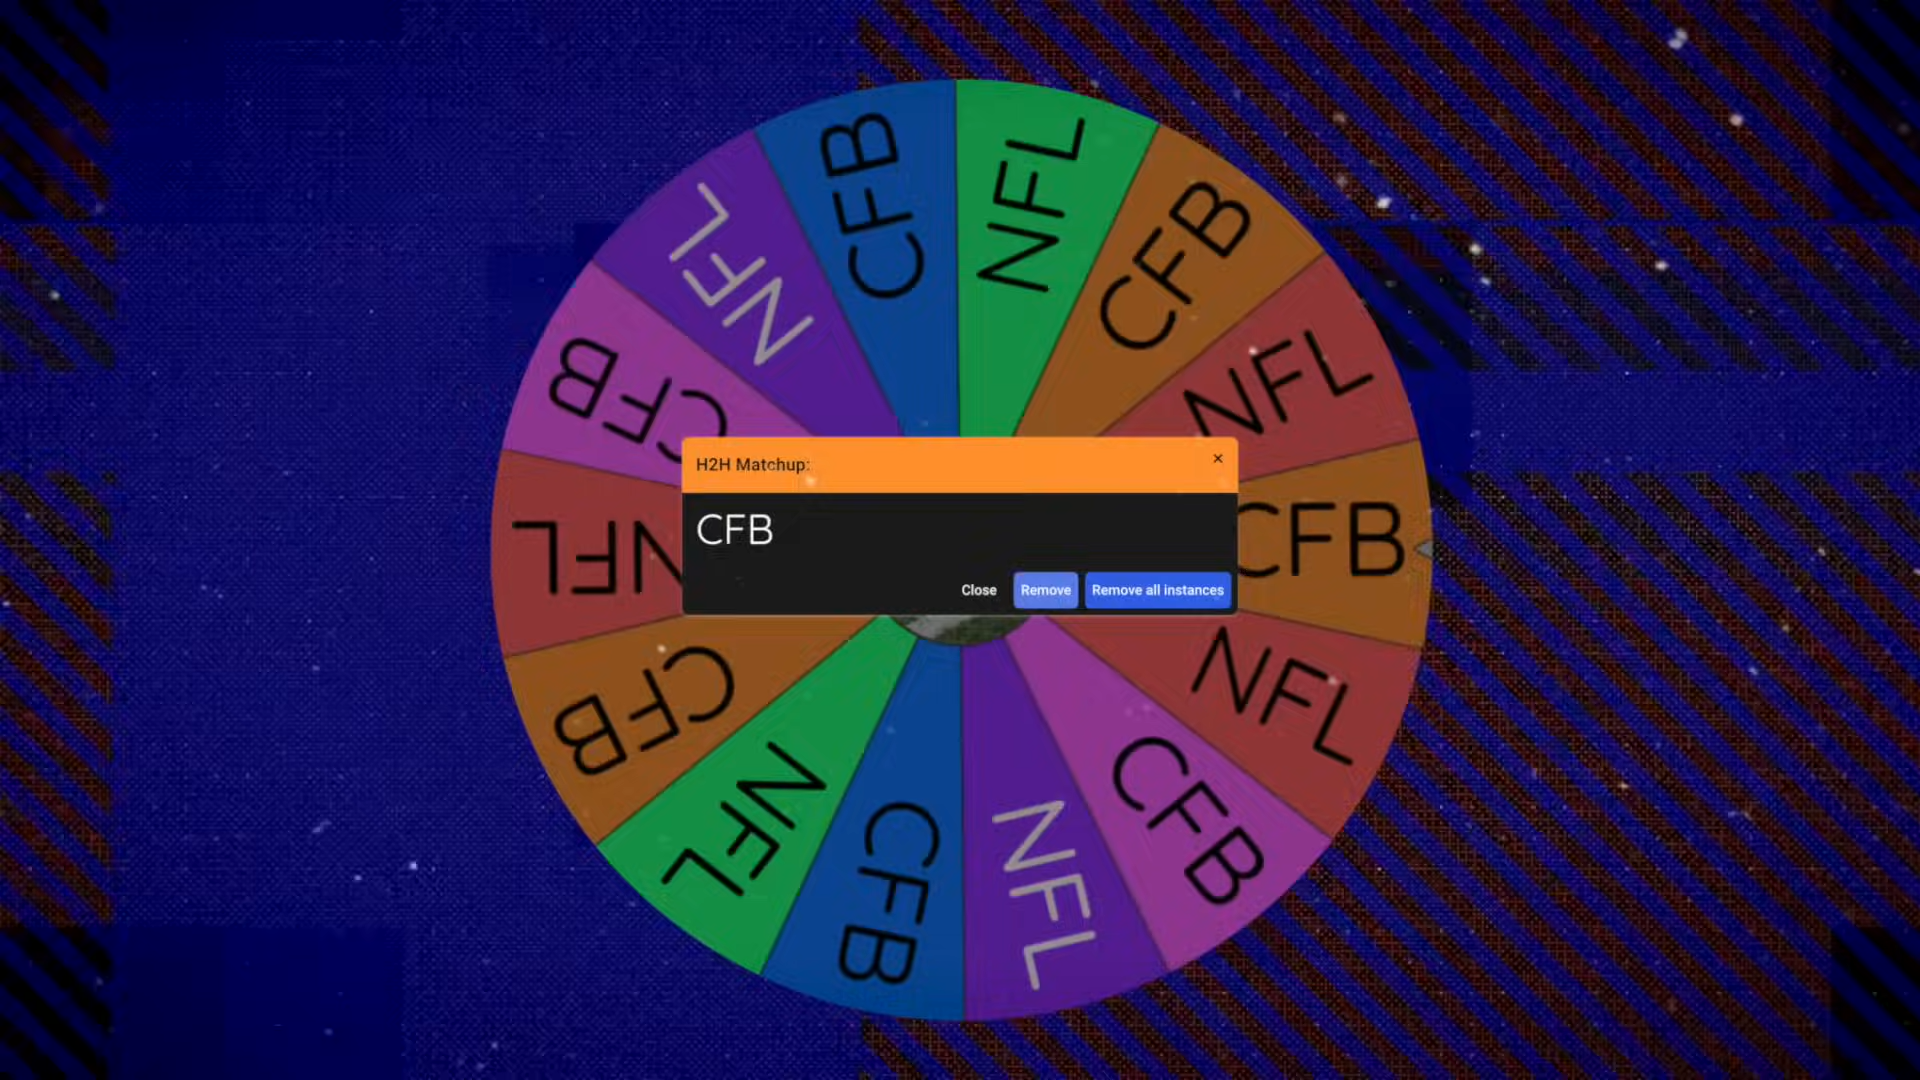 CFB
NFL
CFB
NFL
CFB
NFL
CFB
NFL
CFB
NFL
CFB
NFL
CFB
NFL
H2H Matchup:
×
CFB
Close
Remove
Remove all instances